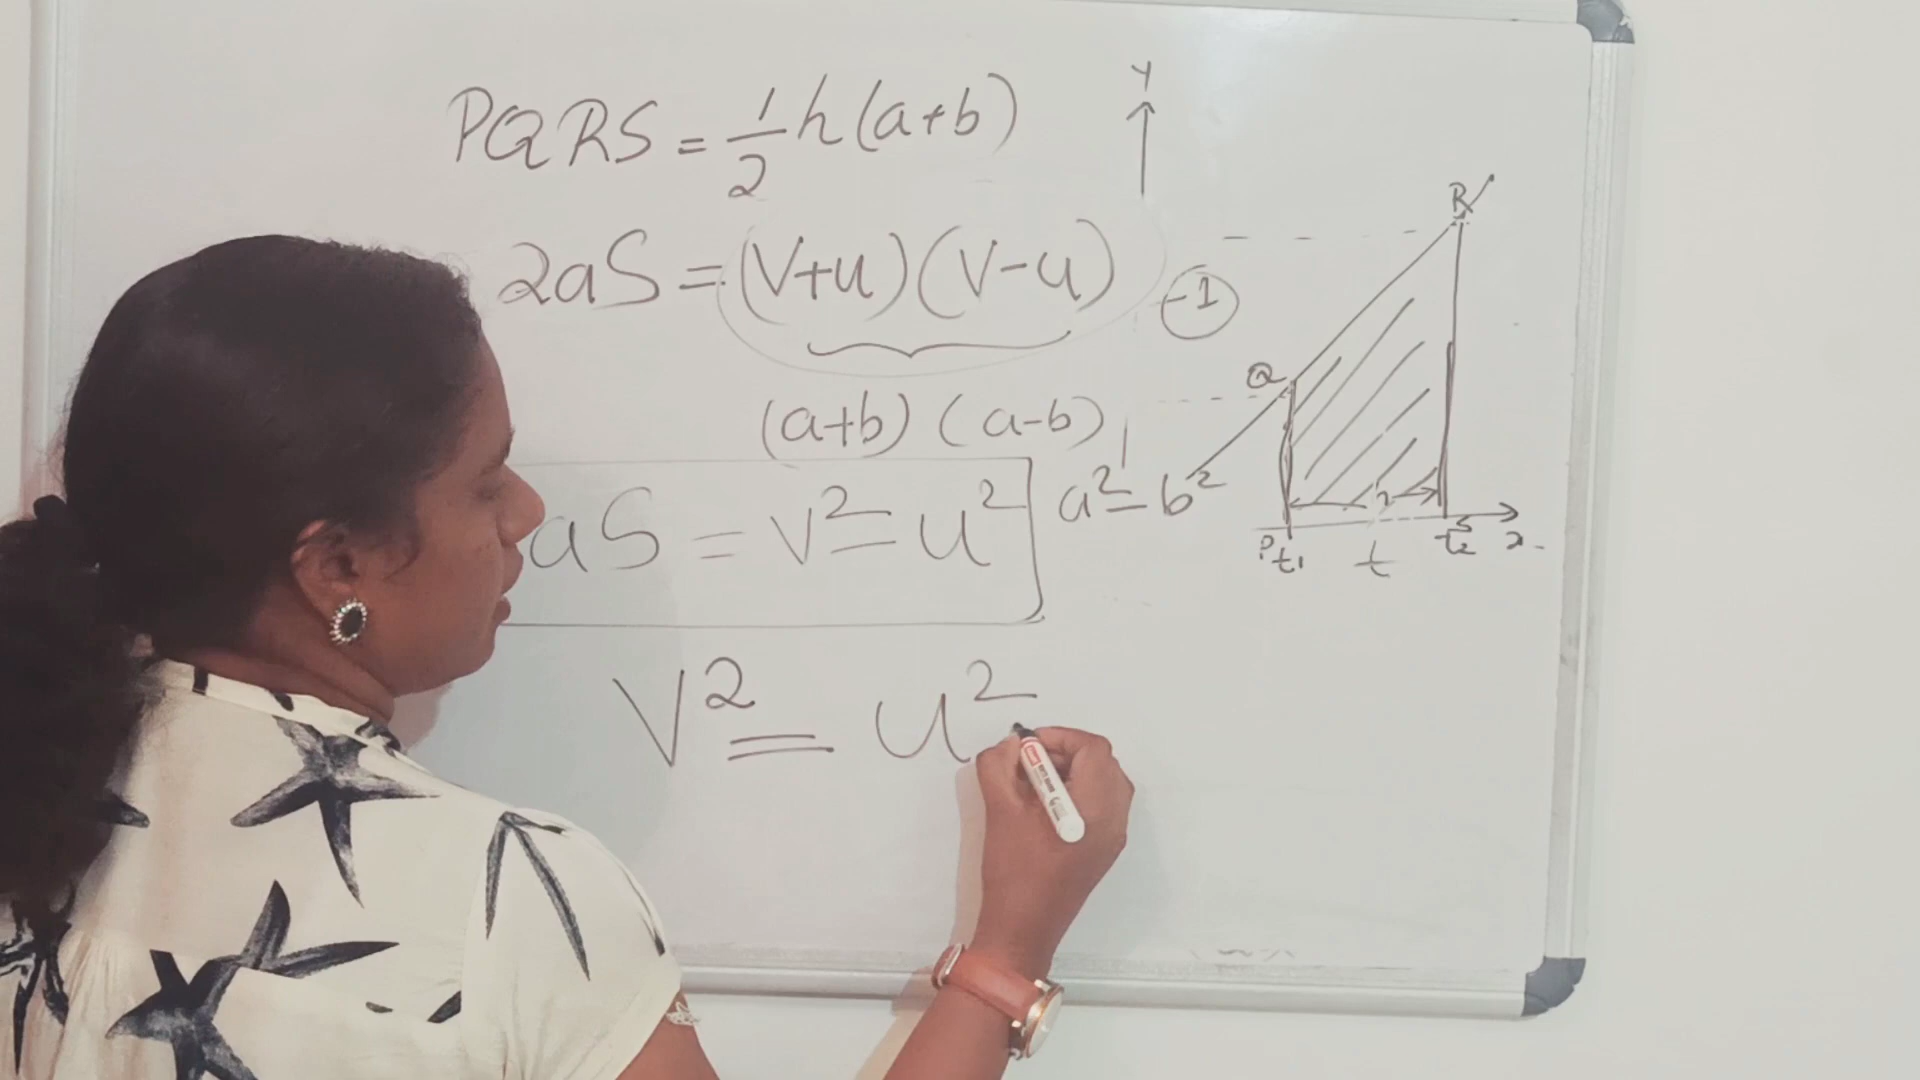 PQRS = 1/2 h(a+b)
2aS = (V+u)(V-u) -1
(a+b) (a-b)
a²-b²
aS = V²-u²
V² = u²
Y
R
Q
h
P t₁ t t₂ S